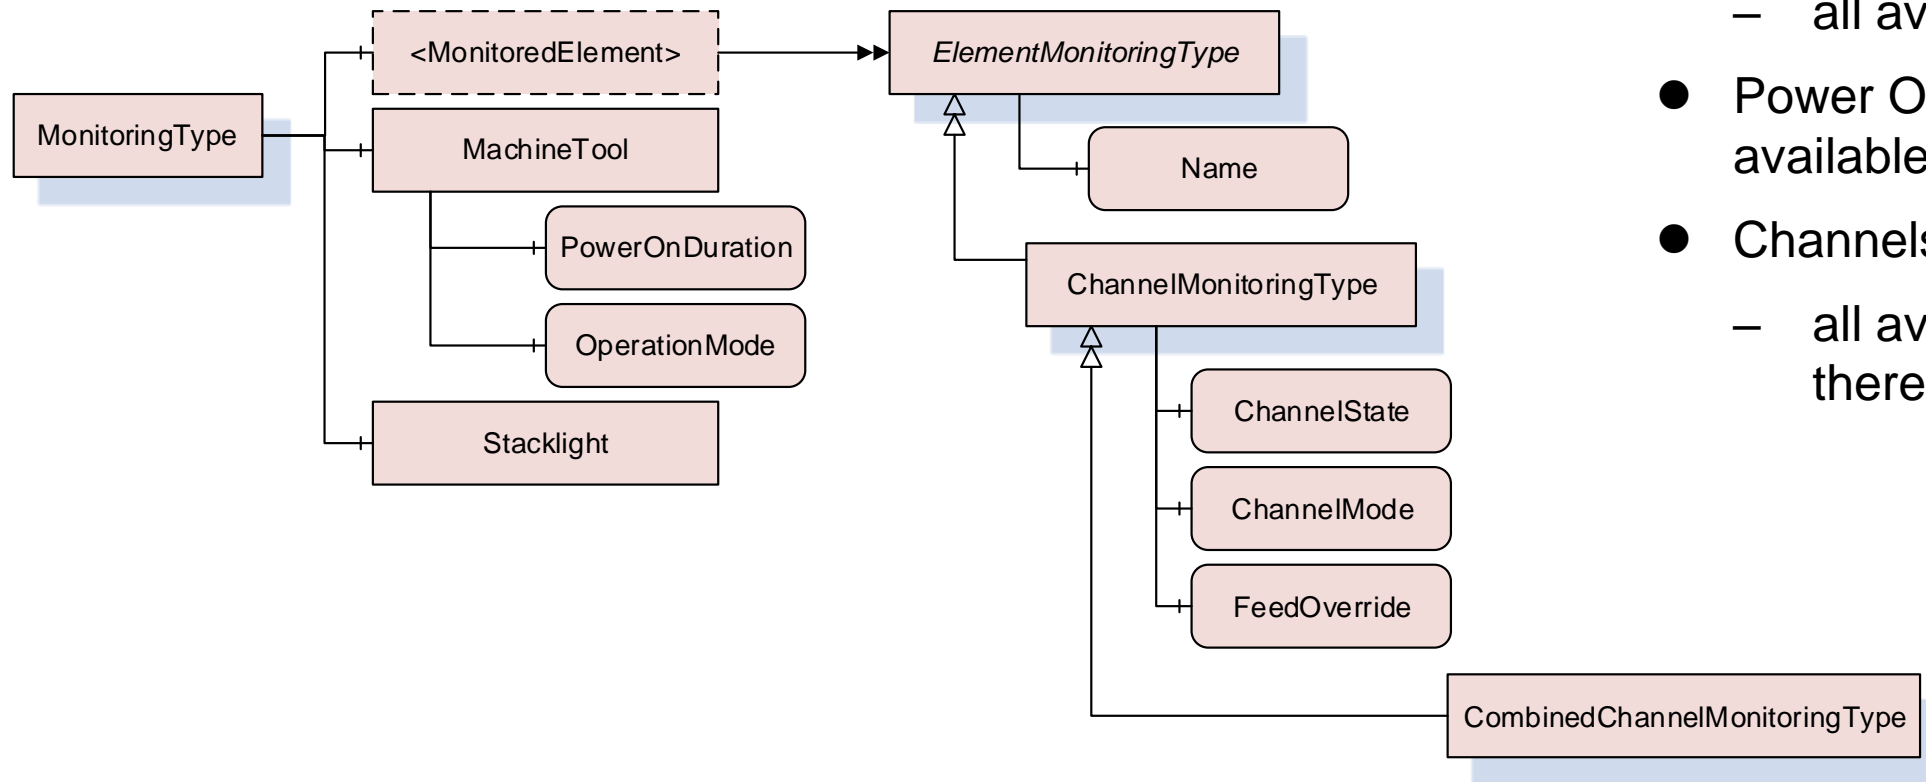 <MonitoredElement>
ElementMonitoringType
MonitoringType
MachineTool
Name
PowerOnDuration
ChannelMonitoringType
OperationMode
ChannelState
Stacklight
ChannelMode
FeedOverride
CombinedChannelMonitoringType
– all av
● Power O
available
● Channels
– all av
there